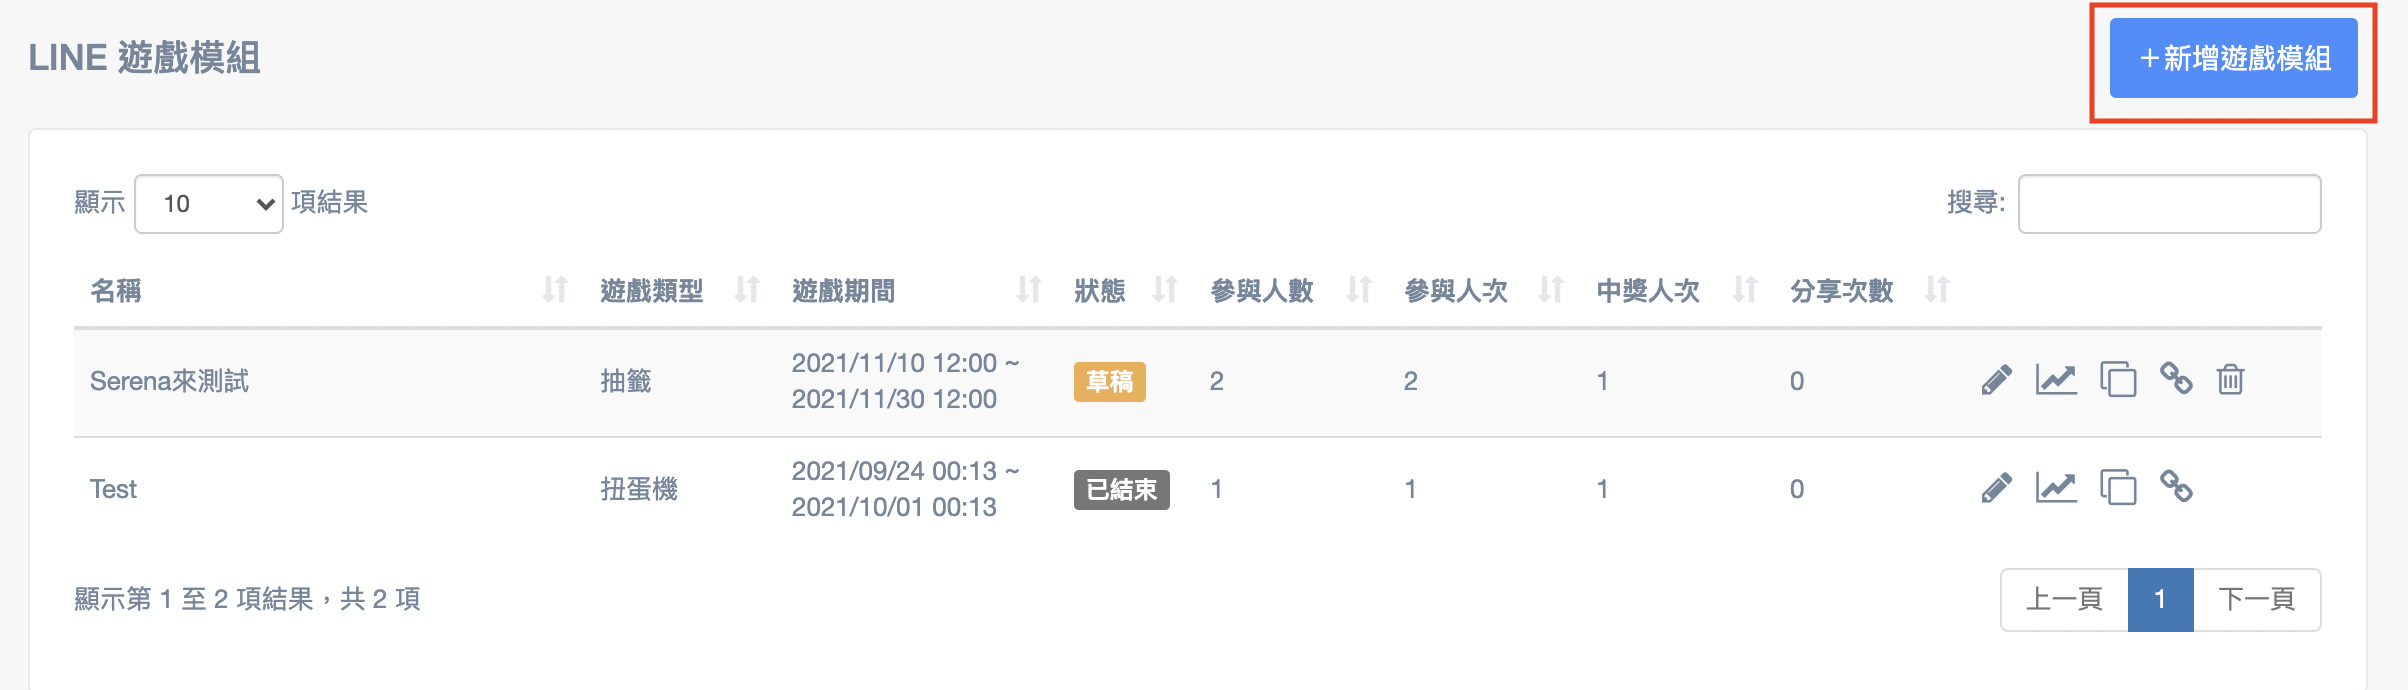 LINE 遊戲模組
＋新增遊戲模組
顯示 10 項結果
搜尋:
名稱 遊戲類型 遊戲期間 狀態 參與人數 參與人次 中獎人次 分享次數
Serena來測試 抽籤 2021/11/10 12:00 ~ 2021/11/30 12:00 草稿 2 2 1 0
Test 扭蛋機 2021/09/24 00:13 ~ 2021/10/01 00:13 已結束 1 1 1 0
顯示第 1 至 2 項結果，共 2 項
上一頁 1 下一頁